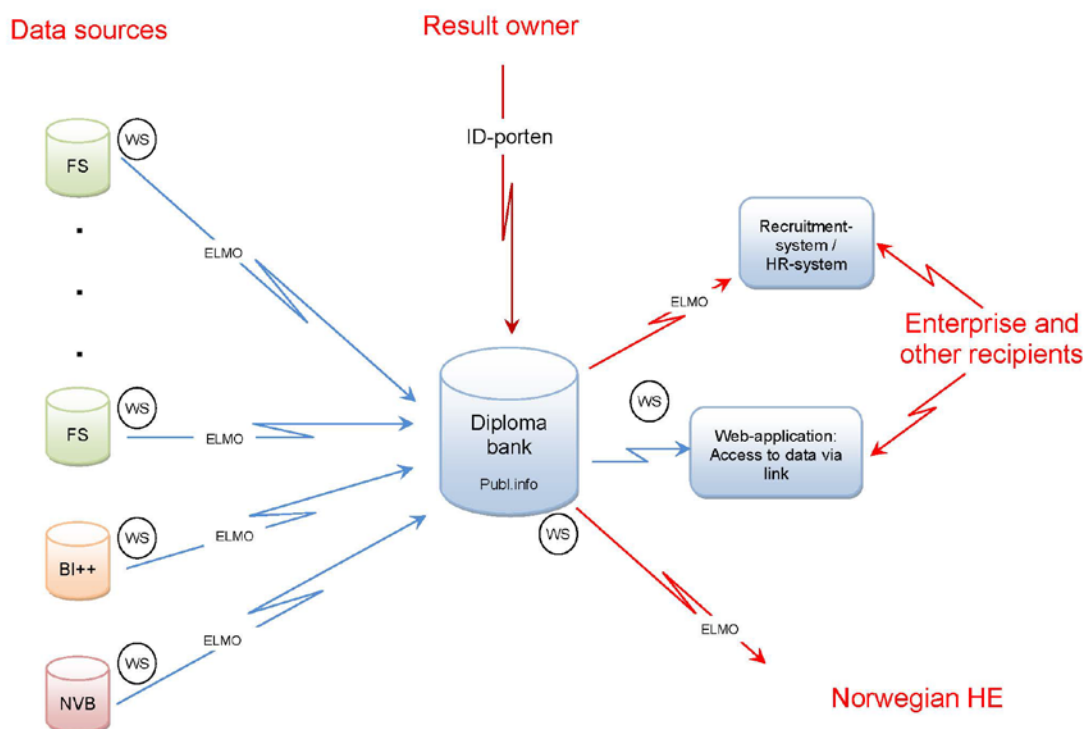 Data sources
Result owner
WS
FS
ELMO
WS
FS
ELMO
WS
BI++
ELMO
WS
NVB
ELMO
ID-porten
Diploma
bank
Publ.info
WS
ELMO
Recruitment-
system /
HR-system
WS
Web-application:
Access to data via
link
Enterprise and
other recipients
ELMO
Norwegian HE